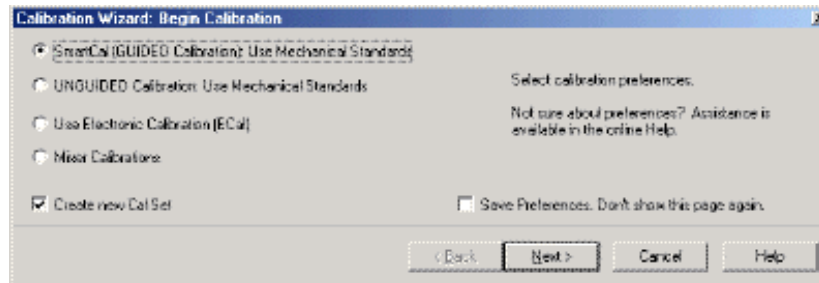 Calibration Wizard: Begin Calibration
SmartCal (GUIDED Calibration): Use Mechanical Standards
UNGUIDED Calibration: Use Mechanical Standards
Use Electronic Calibration (ECal)
Mixer Calibrations
Select calibration preferences.
Not sure about preferences? Assistance is
available in the online Help.
Create new Cal Set
Save Preferences. Don't show this page again.
< Back
Next >
Cancel
Help